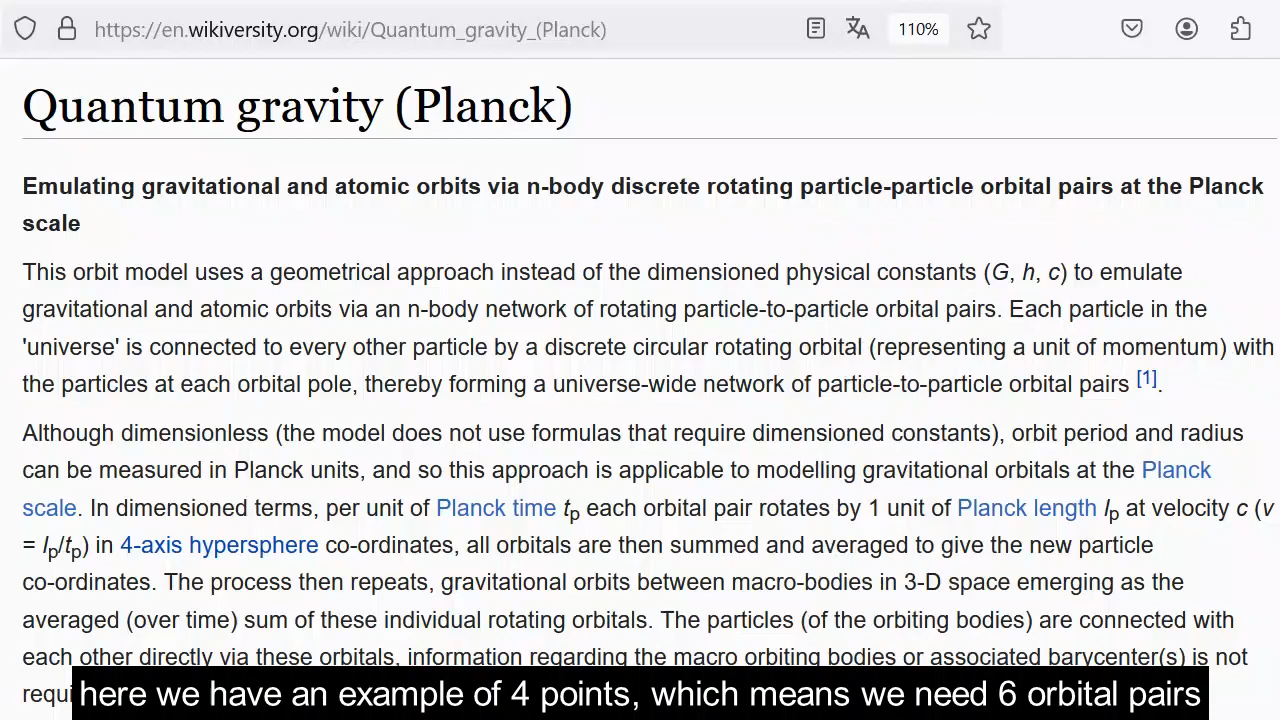 https://en.wikiversity.org/wiki/Quantum_gravity_(Planck)
110%
Quantum gravity (Planck)
Emulating gravitational and atomic orbits via n-body discrete rotating particle-particle orbital pairs at the Planck
scale
This orbit model uses a geometrical approach instead of the dimensioned physical constants (G, h, c) to emulate
gravitational and atomic orbits via an n-body network of rotating particle-to-particle orbital pairs. Each particle in the
'universe' is connected to every other particle by a discrete circular rotating orbital (representing a unit of momentum) with
the particles at each orbital pole, thereby forming a universe-wide network of particle-to-particle orbital pairs [1].
Although dimensionless (the model does not use formulas that require dimensioned constants), orbit period and radius
can be measured in Planck units, and so this approach is applicable to modelling gravitational orbitals at the Planck
scale. In dimensioned terms, per unit of Planck time tp each orbital pair rotates by 1 unit of Planck length lp at velocity c (v
= lp/tp) in 4-axis hypersphere co-ordinates, all orbitals are then summed and averaged to give the new particle
co-ordinates. The process then repeats, gravitational orbits between macro-bodies in 3-D space emerging as the
averaged (over time) sum of these individual rotating orbitals. The particles (of the orbiting bodies) are connected with
each other directly via these orbitals, information regarding the macro orbiting bodies or associated barycenter(s) is not
here we have an example of 4 points, which means we need 6 orbital pairs